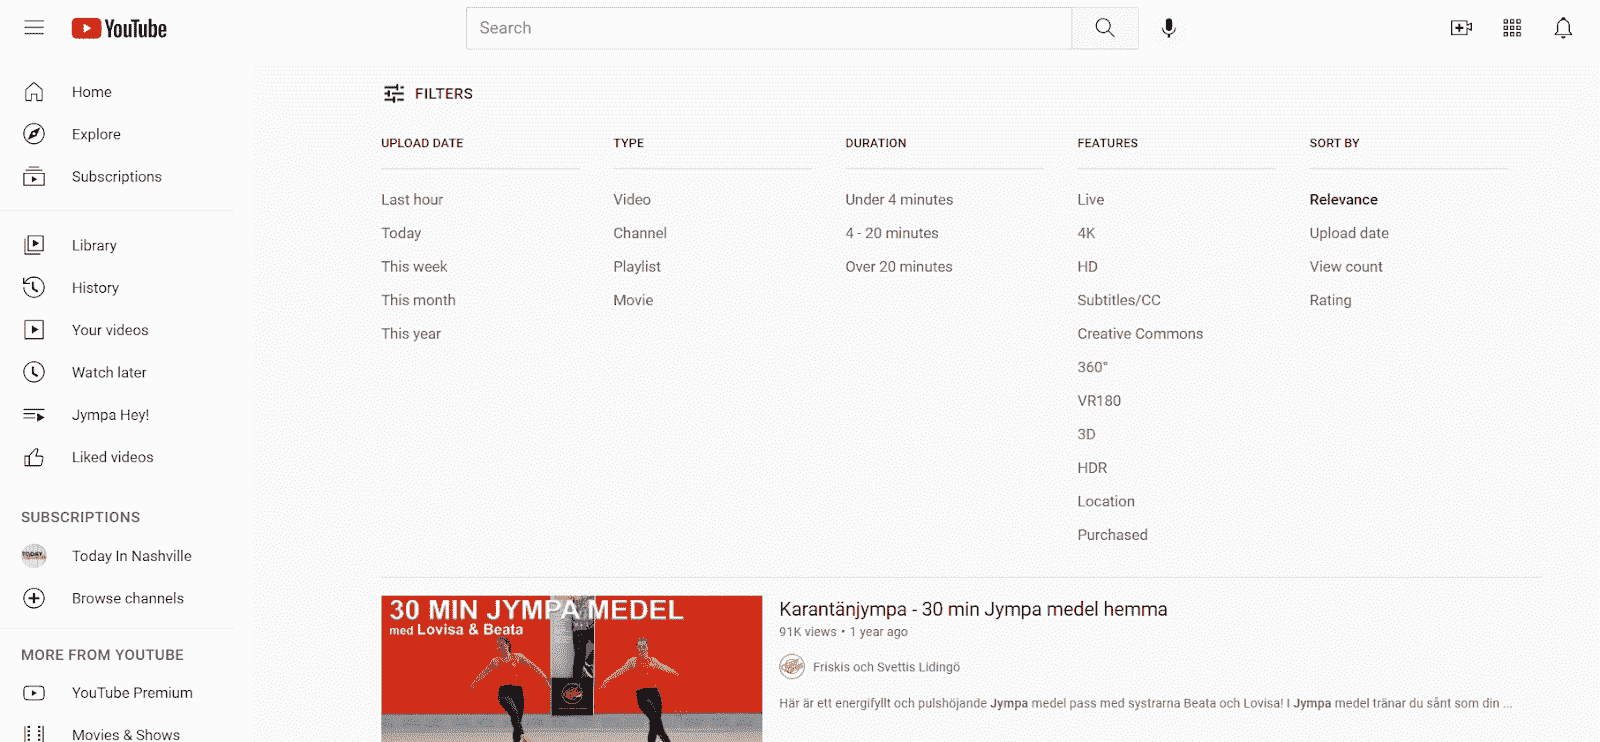 YouTube
Search
Home
Explore
Subscriptions
Library
History
Your videos
Watch later
Jympa Hey!
Liked videos
SUBSCRIPTIONS
TODAY
Today In Nashville
Browse channels
MORE FROM YOUTUBE
YouTube Premium
Movies & Shows
FILTERS
UPLOAD DATE
Last hour
Today
This week
This month
This year
TYPE
Video
Channel
Playlist
Movie
DURATION
Under 4 minutes
4 - 20 minutes
Over 20 minutes
FEATURES
Live
4K
HD
Subtitles/CC
Creative Commons
360°
VR180
3D
HDR
Location
Purchased
SORT BY
Relevance
Upload date
View count
Rating
30 MIN JYMPA MEDEL
med Lovisa & Beata
Karantänjympa - 30 min Jympa medel hemma
91K views • 1 year ago
Friskis och Svettis Lidingö
Här är ett energifyllt och pulshöjande Jympa medel pass med systrarna Beata och Lovisa! I Jympa medel tränar du sånt som din ...